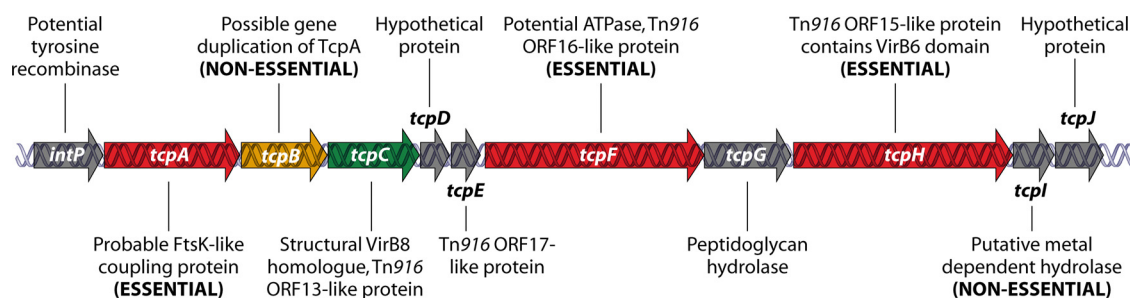 Potential
tyrosine
recombinase
Possible gene
duplication of TcpA
(NON-ESSENTIAL)
Hypothetical
protein
Potential ATPase, Tn916
ORF16-like protein
(ESSENTIAL)
Tn916 ORF15-like protein
contains VirB6 domain
(ESSENTIAL)
Hypothetical
protein
tcpD
tcpJ
intP
tcpA
tcpB
tcpC
tcpF
tcpG
tcpH
tcpE
tcpI
Probable FtsK-like
coupling protein
(ESSENTIAL)
Structural VirB8
homologue, Tn916
ORF13-like protein
Tn916 ORF17-
like protein
Peptidoglycan
hydrolase
Putative metal
dependent hydrolase
(NON-ESSENTIAL)